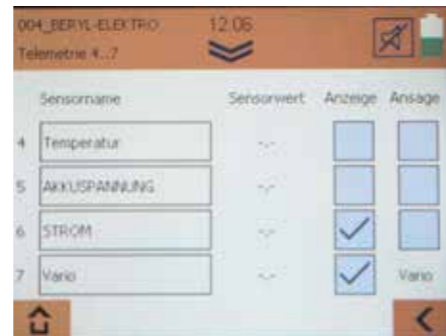 004_BERYL-ELEKTRO 12:06
Telemetrie 4..7
Sensorname Sensorwert Anzeige Ansage
4 Temperatur -.-
5 AKKUSPANNUNG -.-
6 STROM -.-
7 Vario -.- Vario